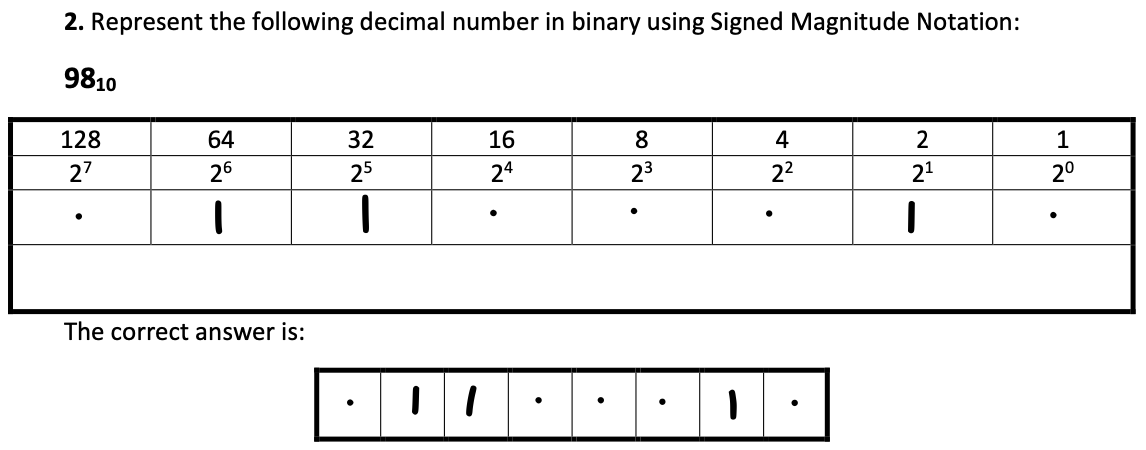 2. Represent the following decimal number in binary using Signed Magnitude Notation:
98₁₀
128 64 32 16 8 4 2 1
2⁷ 2⁶ 2⁵ 2⁴ 2³ 2² 2¹ 2⁰
. 1 1 . . . 1 .
The correct answer is:
. 1 1 . . . 1 .